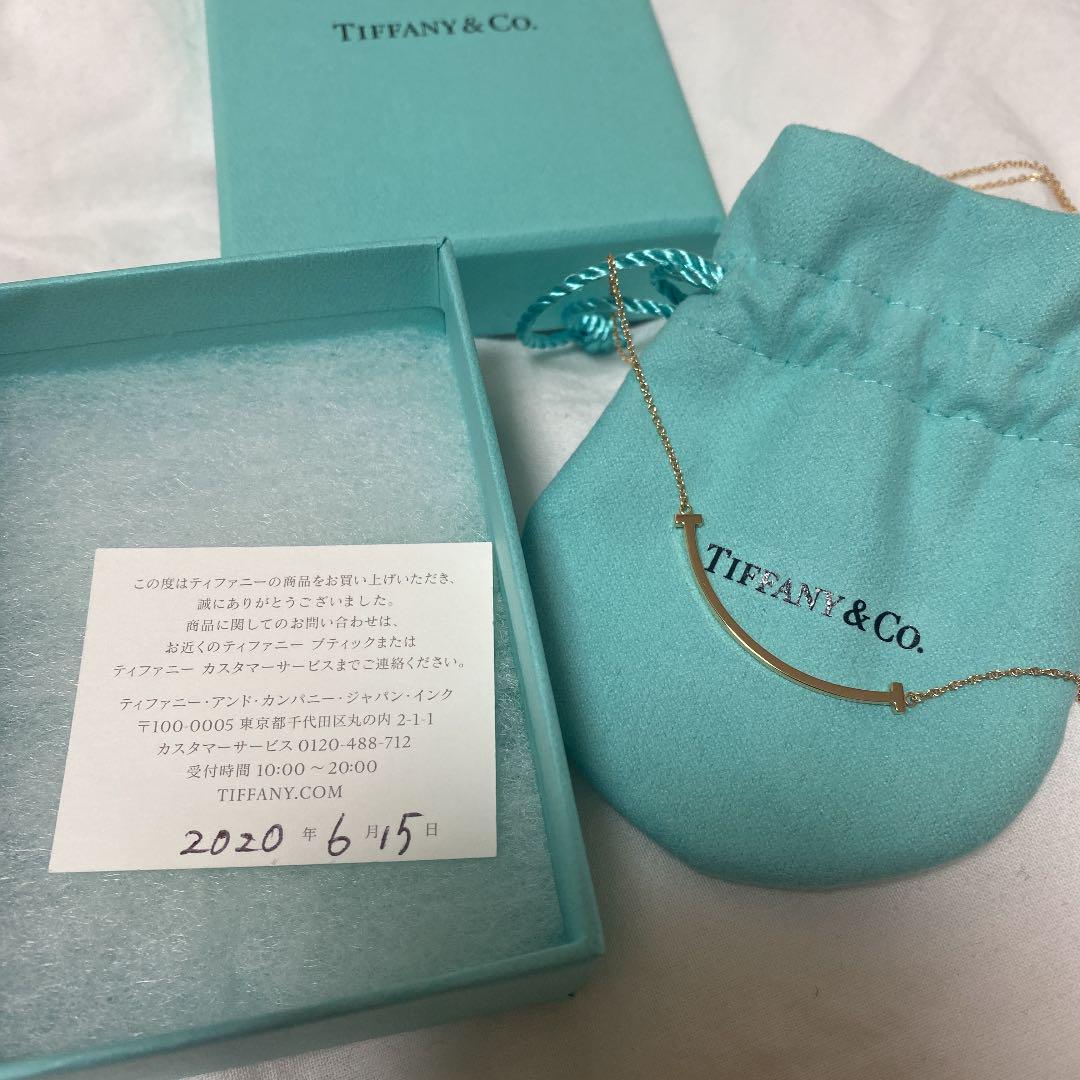 TIFFANY & CO.
TIFFANY & CO.
この度はティファニーの商品をお買い上げいただき、
誠にありがとうございました。
商品に関してのお問い合わせは、
お近くのティファニー ブティックまたは
ティファニー カスタマーサービスまでご連絡ください。
ティファニー・アンド・カンパニー・ジャパン・インク
〒100-0005 東京都千代田区丸の内 2-1-1
カスタマーサービス 0120-488-712
受付時間 10:00 ～ 20:00
TIFFANY.COM
2020 年 6 月 15 日